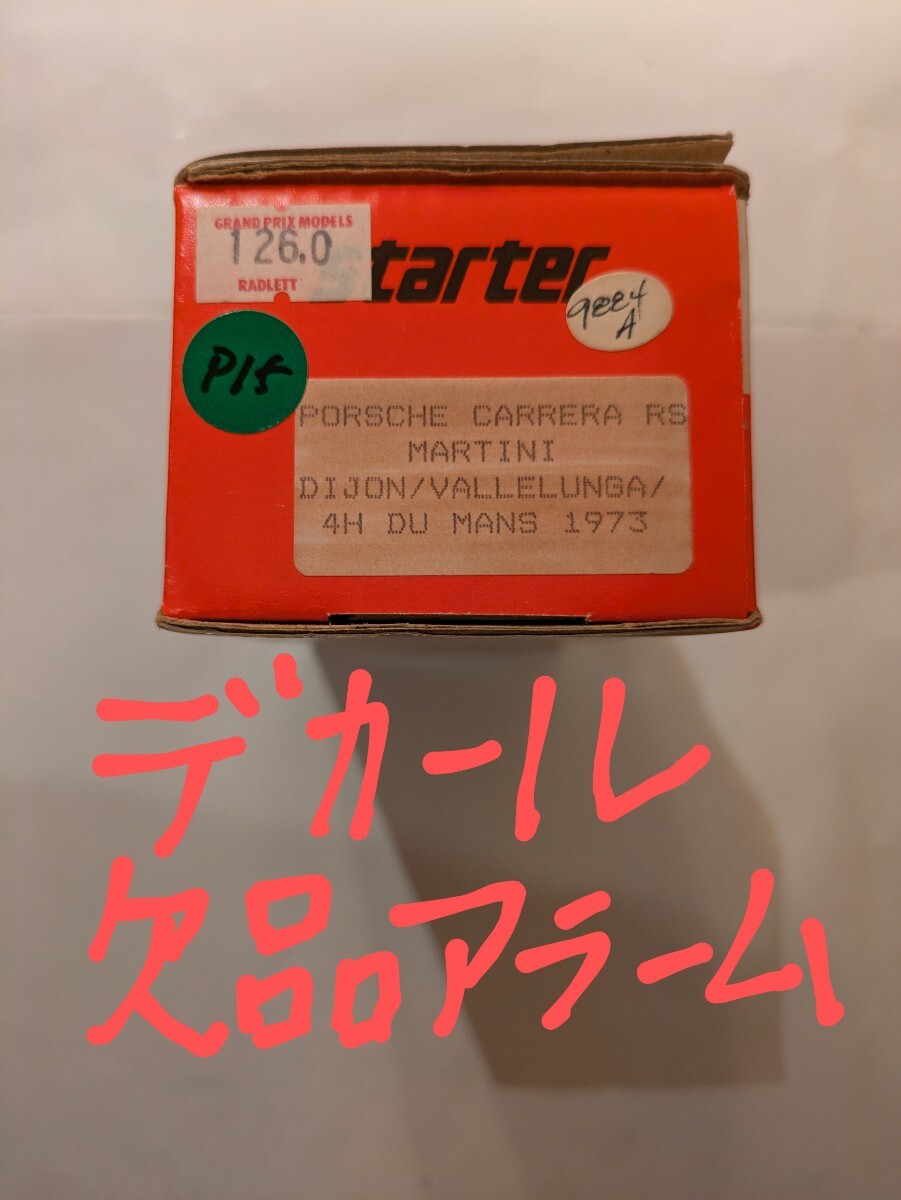 GRAND PRIX MODELS
126.0
RADLETT
Starter
9884
A
P15
PORSCHE CARRERA RS
MARTINI
DIJON/VALLELUNGA/
4H DU MANS 1973
デカール
欠品アラーム